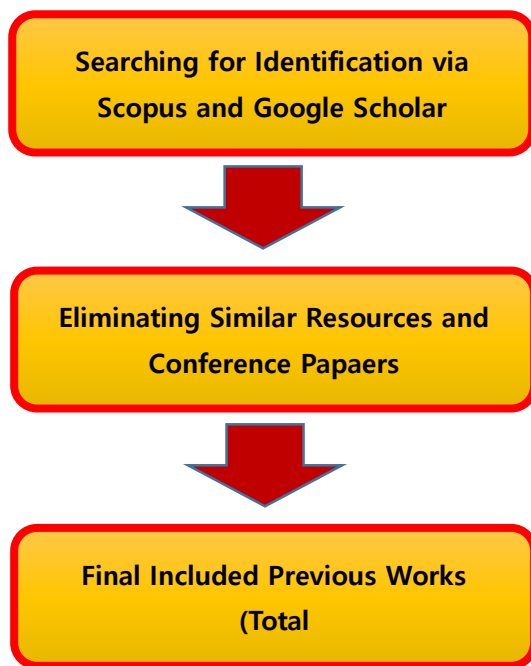 Searching for Identification via
Scopus and Google Scholar
Eliminating Similar Resources and
Conference Papaers
Final Included Previous Works
(Total